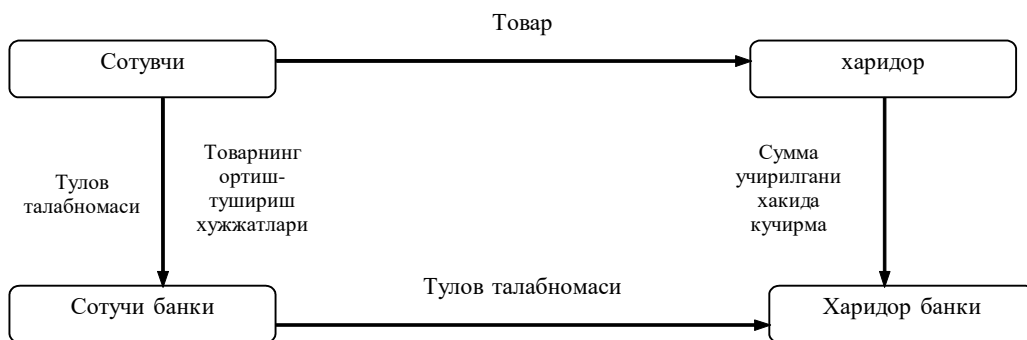 Товар
Сотувчи
харидор
Тулов
талабномаси
Товарнинг
ортиш-
тушириш
хужжатлари
Сумма
учирилгани
хакида
кучирма
Сотучи банки
Тулов талабномаси
Харидор банки